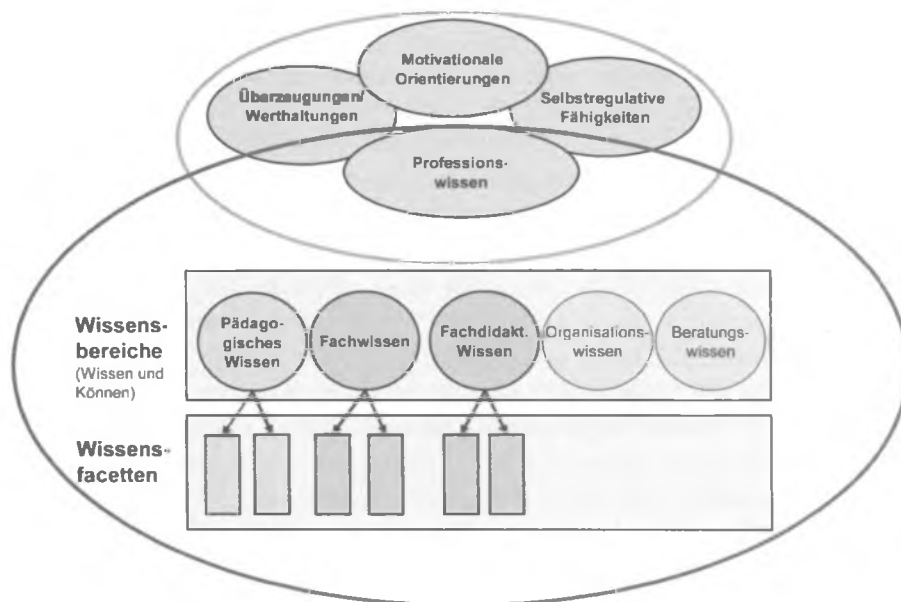 Motivationale
Orientierungen
Überzeugungen/
Werthaltungen
Selbstregulative
Fähigkeiten
Professions-
wissen
Wissens-
bereiche
(Wissen und
Können)
Pädago-
gisches
Wissen
Fachwissen
Fachdidakt.
Wissen
Organisations-
wissen
Beratungs-
wissen
Wissens-
facetten